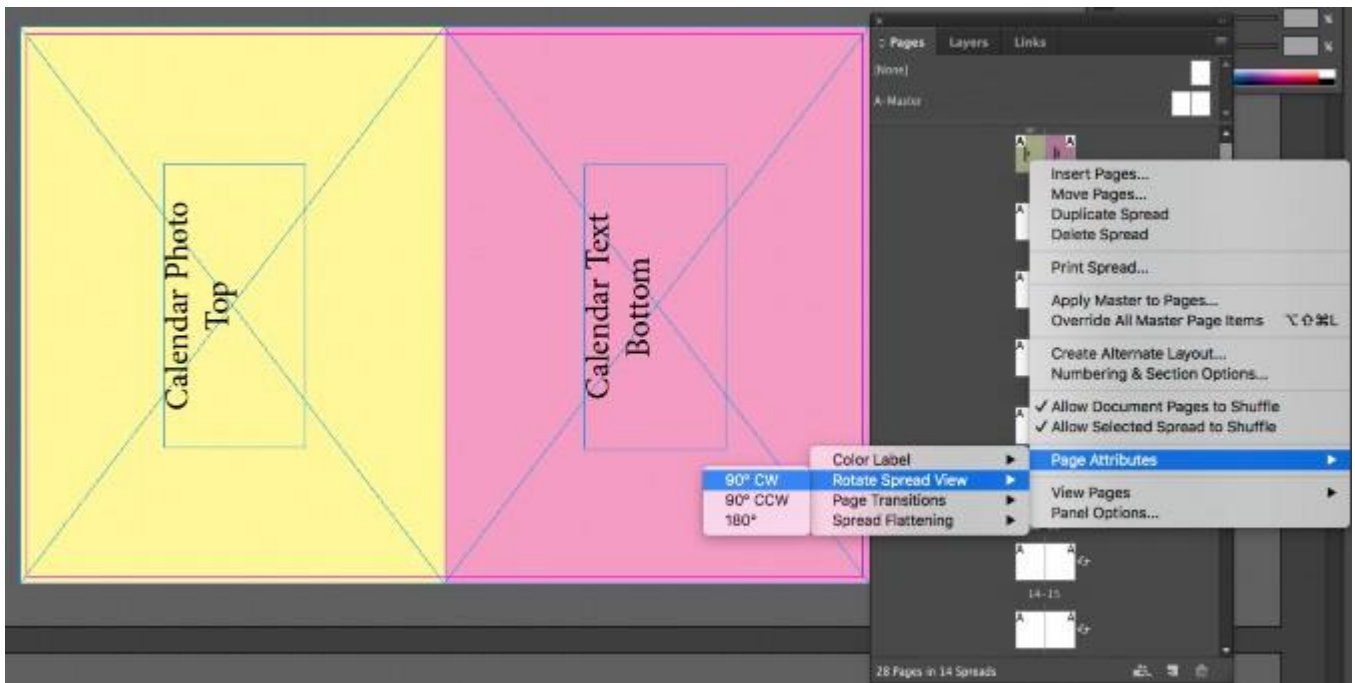 Calendar Photo
Top
Calendar Text
Bottom
Pages Layers Links
[None]
A-Master
A A
Insert Pages...
Move Pages...
Duplicate Spread
Delete Spread
Print Spread...
Apply Master to Pages...
Override All Master Page Items ⌥⇧⌘L
Create Alternate Layout...
Numbering & Section Options...
✓ Allow Document Pages to Shuffle
✓ Allow Selected Spread to Shuffle
Page Attributes
View Pages
Panel Options...
Color Label
Rotate Spread View
Page Transitions
Spread Flattening
90° CW
90° CCW
180°
A
A
A
A
A A
14-15
A A
28 Pages in 14 Spreads
%
%